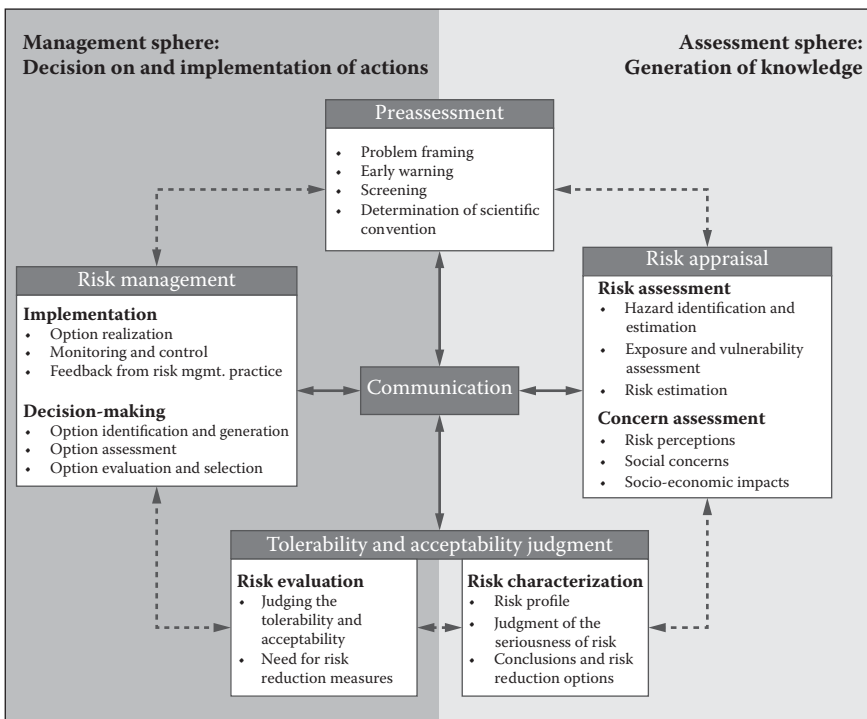 Management sphere:
Decision on and implementation of actions
Assessment sphere:
Generation of knowledge
Preassessment
• Problem framing
• Early warning
• Screening
• Determination of scientific
convention
Risk management
Implementation
• Option realization
• Monitoring and control
• Feedback from risk mgmt. practice
Decision-making
• Option identification and generation
• Option assessment
• Option evaluation and selection
Communication
Risk appraisal
Risk assessment
• Hazard identification and
estimation
• Exposure and vulnerability
assessment
• Risk estimation
Concern assessment
• Risk perceptions
• Social concerns
• Socio-economic impacts
Tolerability and acceptability judgment
Risk evaluation
• Judging the
tolerability and
acceptability
• Need for risk
reduction measures
Risk characterization
• Risk profile
• Judgment of the
seriousness of risk
• Conclusions and risk
reduction options